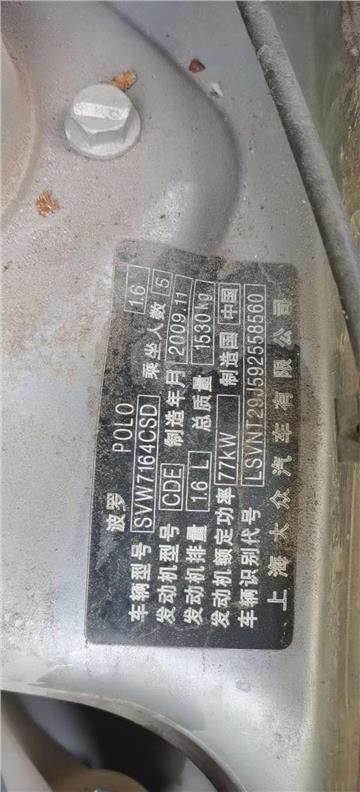 波罗 POLO 1.6
车辆型号 SVW7164CSD 乘坐人数 5
发动机型号 CDE 制造年月 2009.11
发动机排量 1.6 L 总质量 1530 kg
发动机额定功率 77kW 制造国 中国
车辆识别代号 LSVNT29J592558560
上海大众汽车有限公司